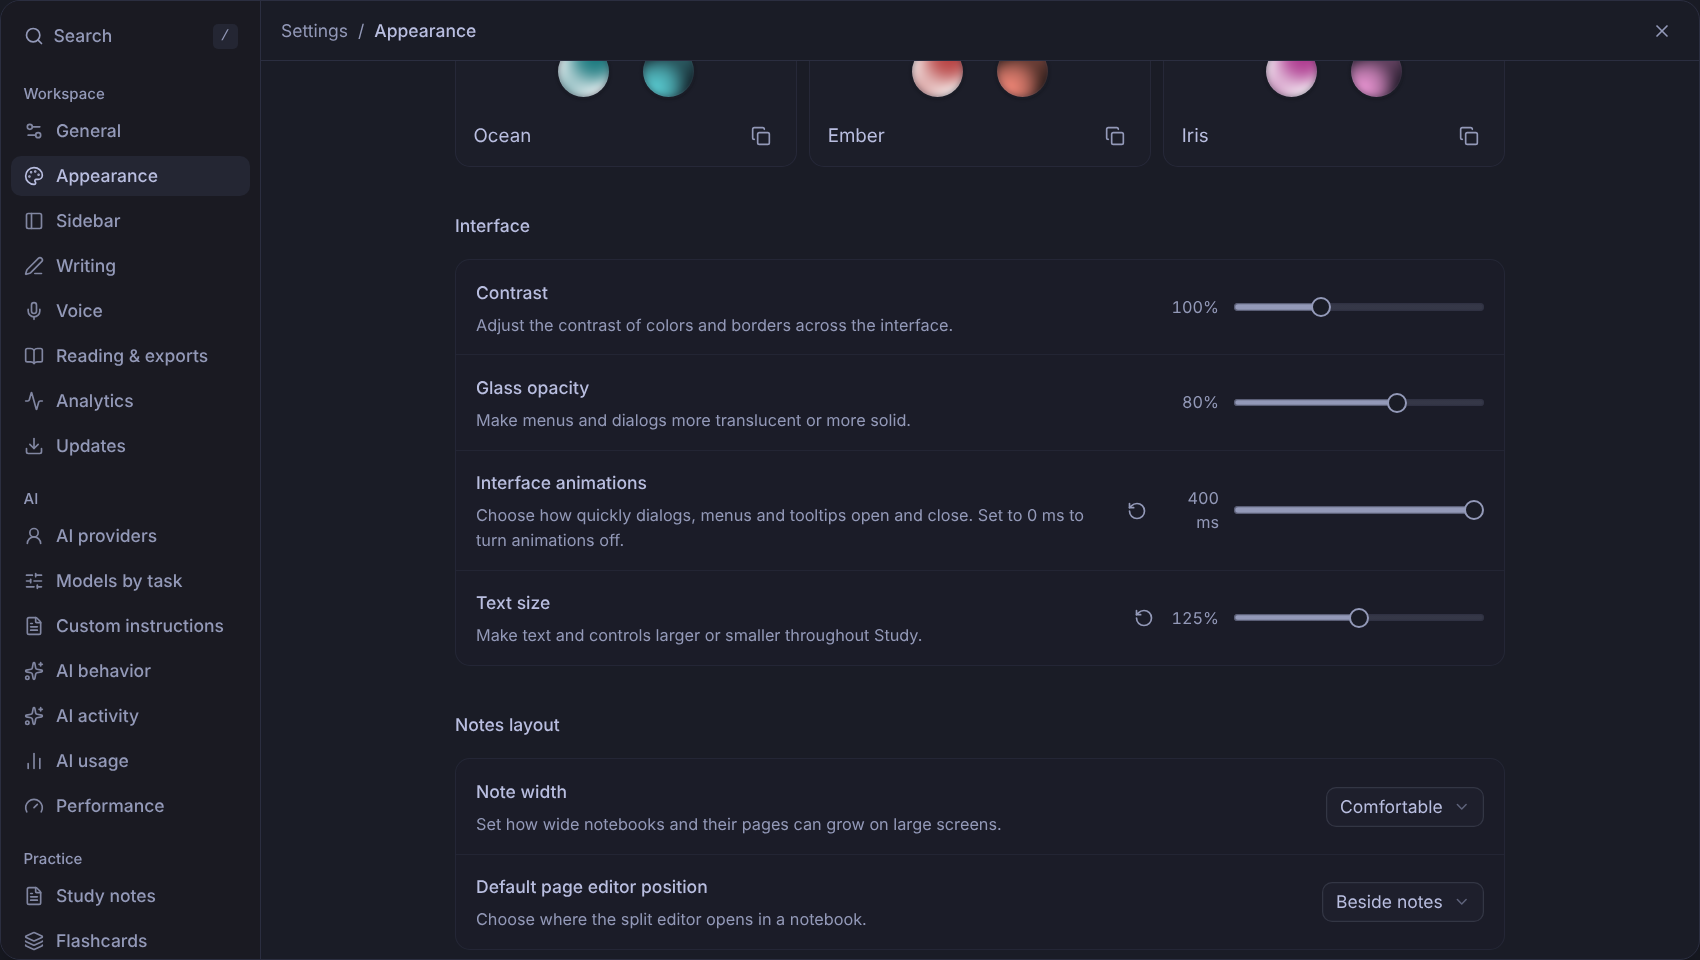 Search /
Workspace
General
Appearance
Sidebar
Writing
Voice
Reading & exports
Analytics
Updates
AI
AI providers
Models by task
Custom instructions
AI behavior
AI activity
AI usage
Performance
Practice
Study notes
Flashcards
Settings / Appearance
Ocean
Ember
Iris
Interface
Contrast
Adjust the contrast of colors and borders across the interface.
100%
Glass opacity
Make menus and dialogs more translucent or more solid.
80%
Interface animations
Choose how quickly dialogs, menus and tooltips open and close. Set to 0 ms to
turn animations off.
400
ms
Text size
Make text and controls larger or smaller throughout Study.
125%
Notes layout
Note width
Set how wide notebooks and their pages can grow on large screens.
Comfortable
Default page editor position
Choose where the split editor opens in a notebook.
Beside notes